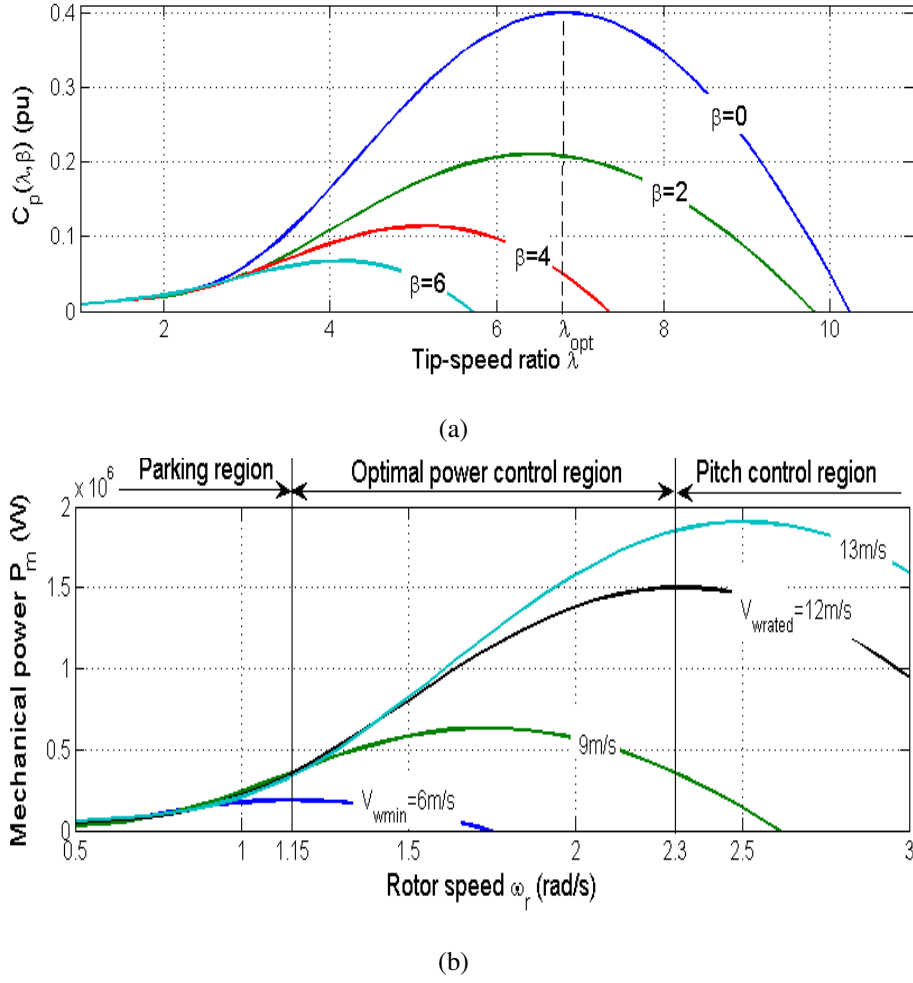 0.4
0.3
0.2
0.1
0
C_p(λ,β) (pu)
β=0
β=2
β=4
β=6
2 4 6 λ_opt 8 10
Tip-speed ratio λ
(a)
Parking region Optimal power control region Pitch control region
× 10^6
2
1.5
1
0.5
0
Mechanical power P_m (W)
13m/s
V_wrated=12m/s
9m/s
V_wmin=6m/s
0.5 1 1.15 1.5 2 2.3 2.5 3
Rotor speed ω_r (rad/s)
(b)